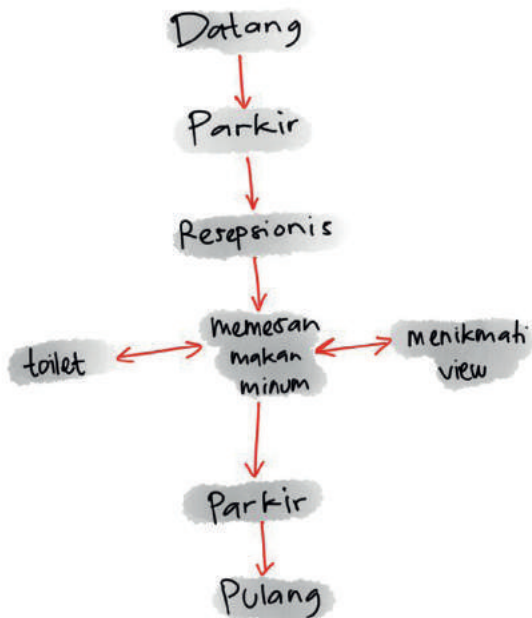 Datang
Parkir
Resepsionis
memesan
makan
minum
toilet
menikmati
view
Parkir
Pulang